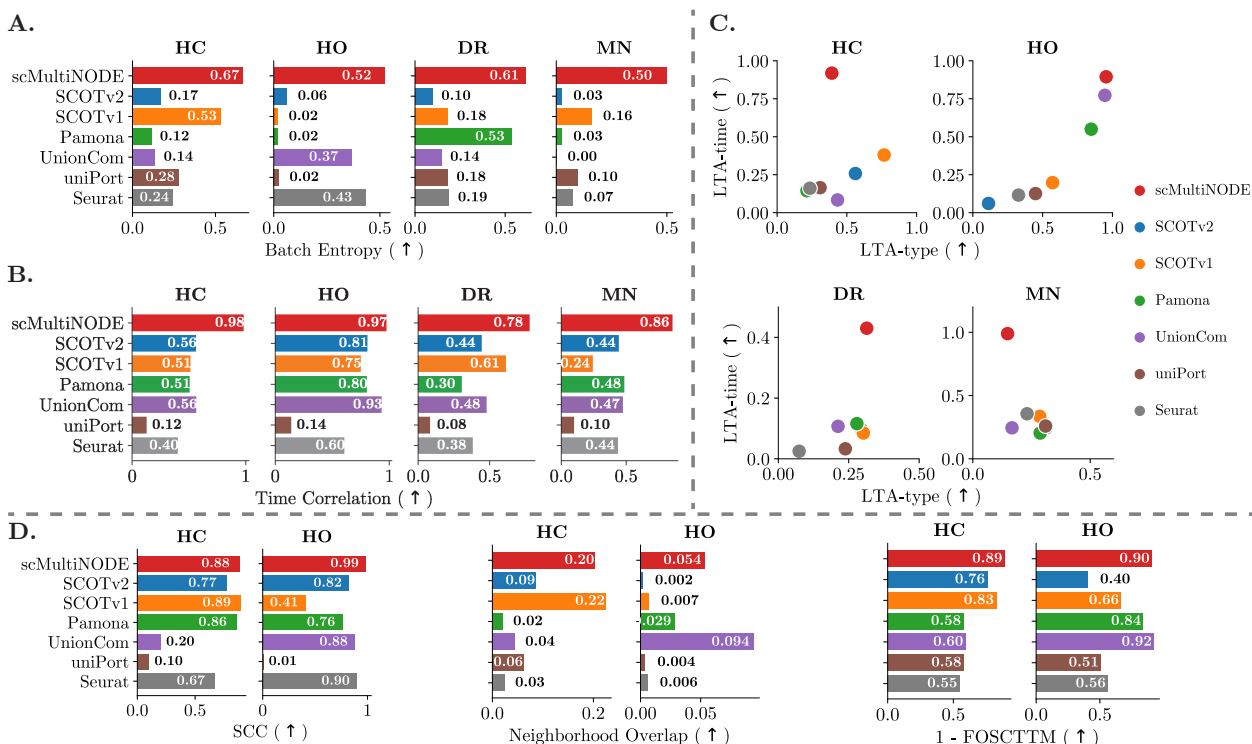 A.
HC HO DR MN
scMultiNODE 0.67 0.52 0.61 0.50
SCOTv2 0.17 0.06 0.10 0.03
SCOTv1 0.53 0.02 0.18 0.16
Pamona 0.12 0.02 0.53 0.03
UnionCom 0.14 0.37 0.14 0.00
uniPort 0.28 0.02 0.18 0.10
Seurat 0.24 0.43 0.19 0.07
0.0 0.5 0.0 0.5 0.0 0.5 0.0 0.5
Batch Entropy ( ↑ )
B.
HC HO DR MN
scMultiNODE 0.98 0.97 0.78 0.86
SCOTv2 0.56 0.81 0.44 0.44
SCOTv1 0.51 0.75 0.61 0.24
Pamona 0.51 0.80 0.30 0.48
UnionCom 0.56 0.93 0.48 0.47
uniPort 0.12 0.14 0.08 0.10
Seurat 0.40 0.60 0.38 0.44
0 1 0 1 0.0 0.5 0.0 0.5
Time Correlation ( ↑ )
C.
HC HO
LTA-time ( ↑ )
1.00 1.00
0.75 0.75
0.50 0.50
0.25 0.25
0.00 0.00
0.0 0.5 1.0 0.0 0.5 1.0
LTA-type ( ↑ ) LTA-type ( ↑ )
DR MN
LTA-time ( ↑ )
0.4 1.0
0.2 0.5
0.0 0.0
0.00 0.25 0.50 0.0 0.5
LTA-type ( ↑ ) LTA-type ( ↑ )
scMultiNODE
SCOTv2
SCOTv1
Pamona
UnionCom
uniPort
Seurat
D.
HC HO HC HO HC HO
scMultiNODE 0.88 0.99 0.20 0.054 0.89 0.90
SCOTv2 0.77 0.82 0.09 0.002 0.76 0.40
SCOTv1 0.89 0.41 0.22 0.007 0.83 0.66
Pamona 0.86 0.76 0.02 0.029 0.58 0.84
UnionCom 0.20 0.88 0.04 0.094 0.60 0.92
uniPort 0.10 0.01 0.06 0.004 0.58 0.51
Seurat 0.67 0.90 0.03 0.006 0.55 0.56
0.0 0.5 0 1 0.0 0.2 0.00 0.05 0.0 0.5 0.0 0.5
SCC ( ↑ ) Neighborhood Overlap ( ↑ ) 1 - FOSCTTM ( ↑ )